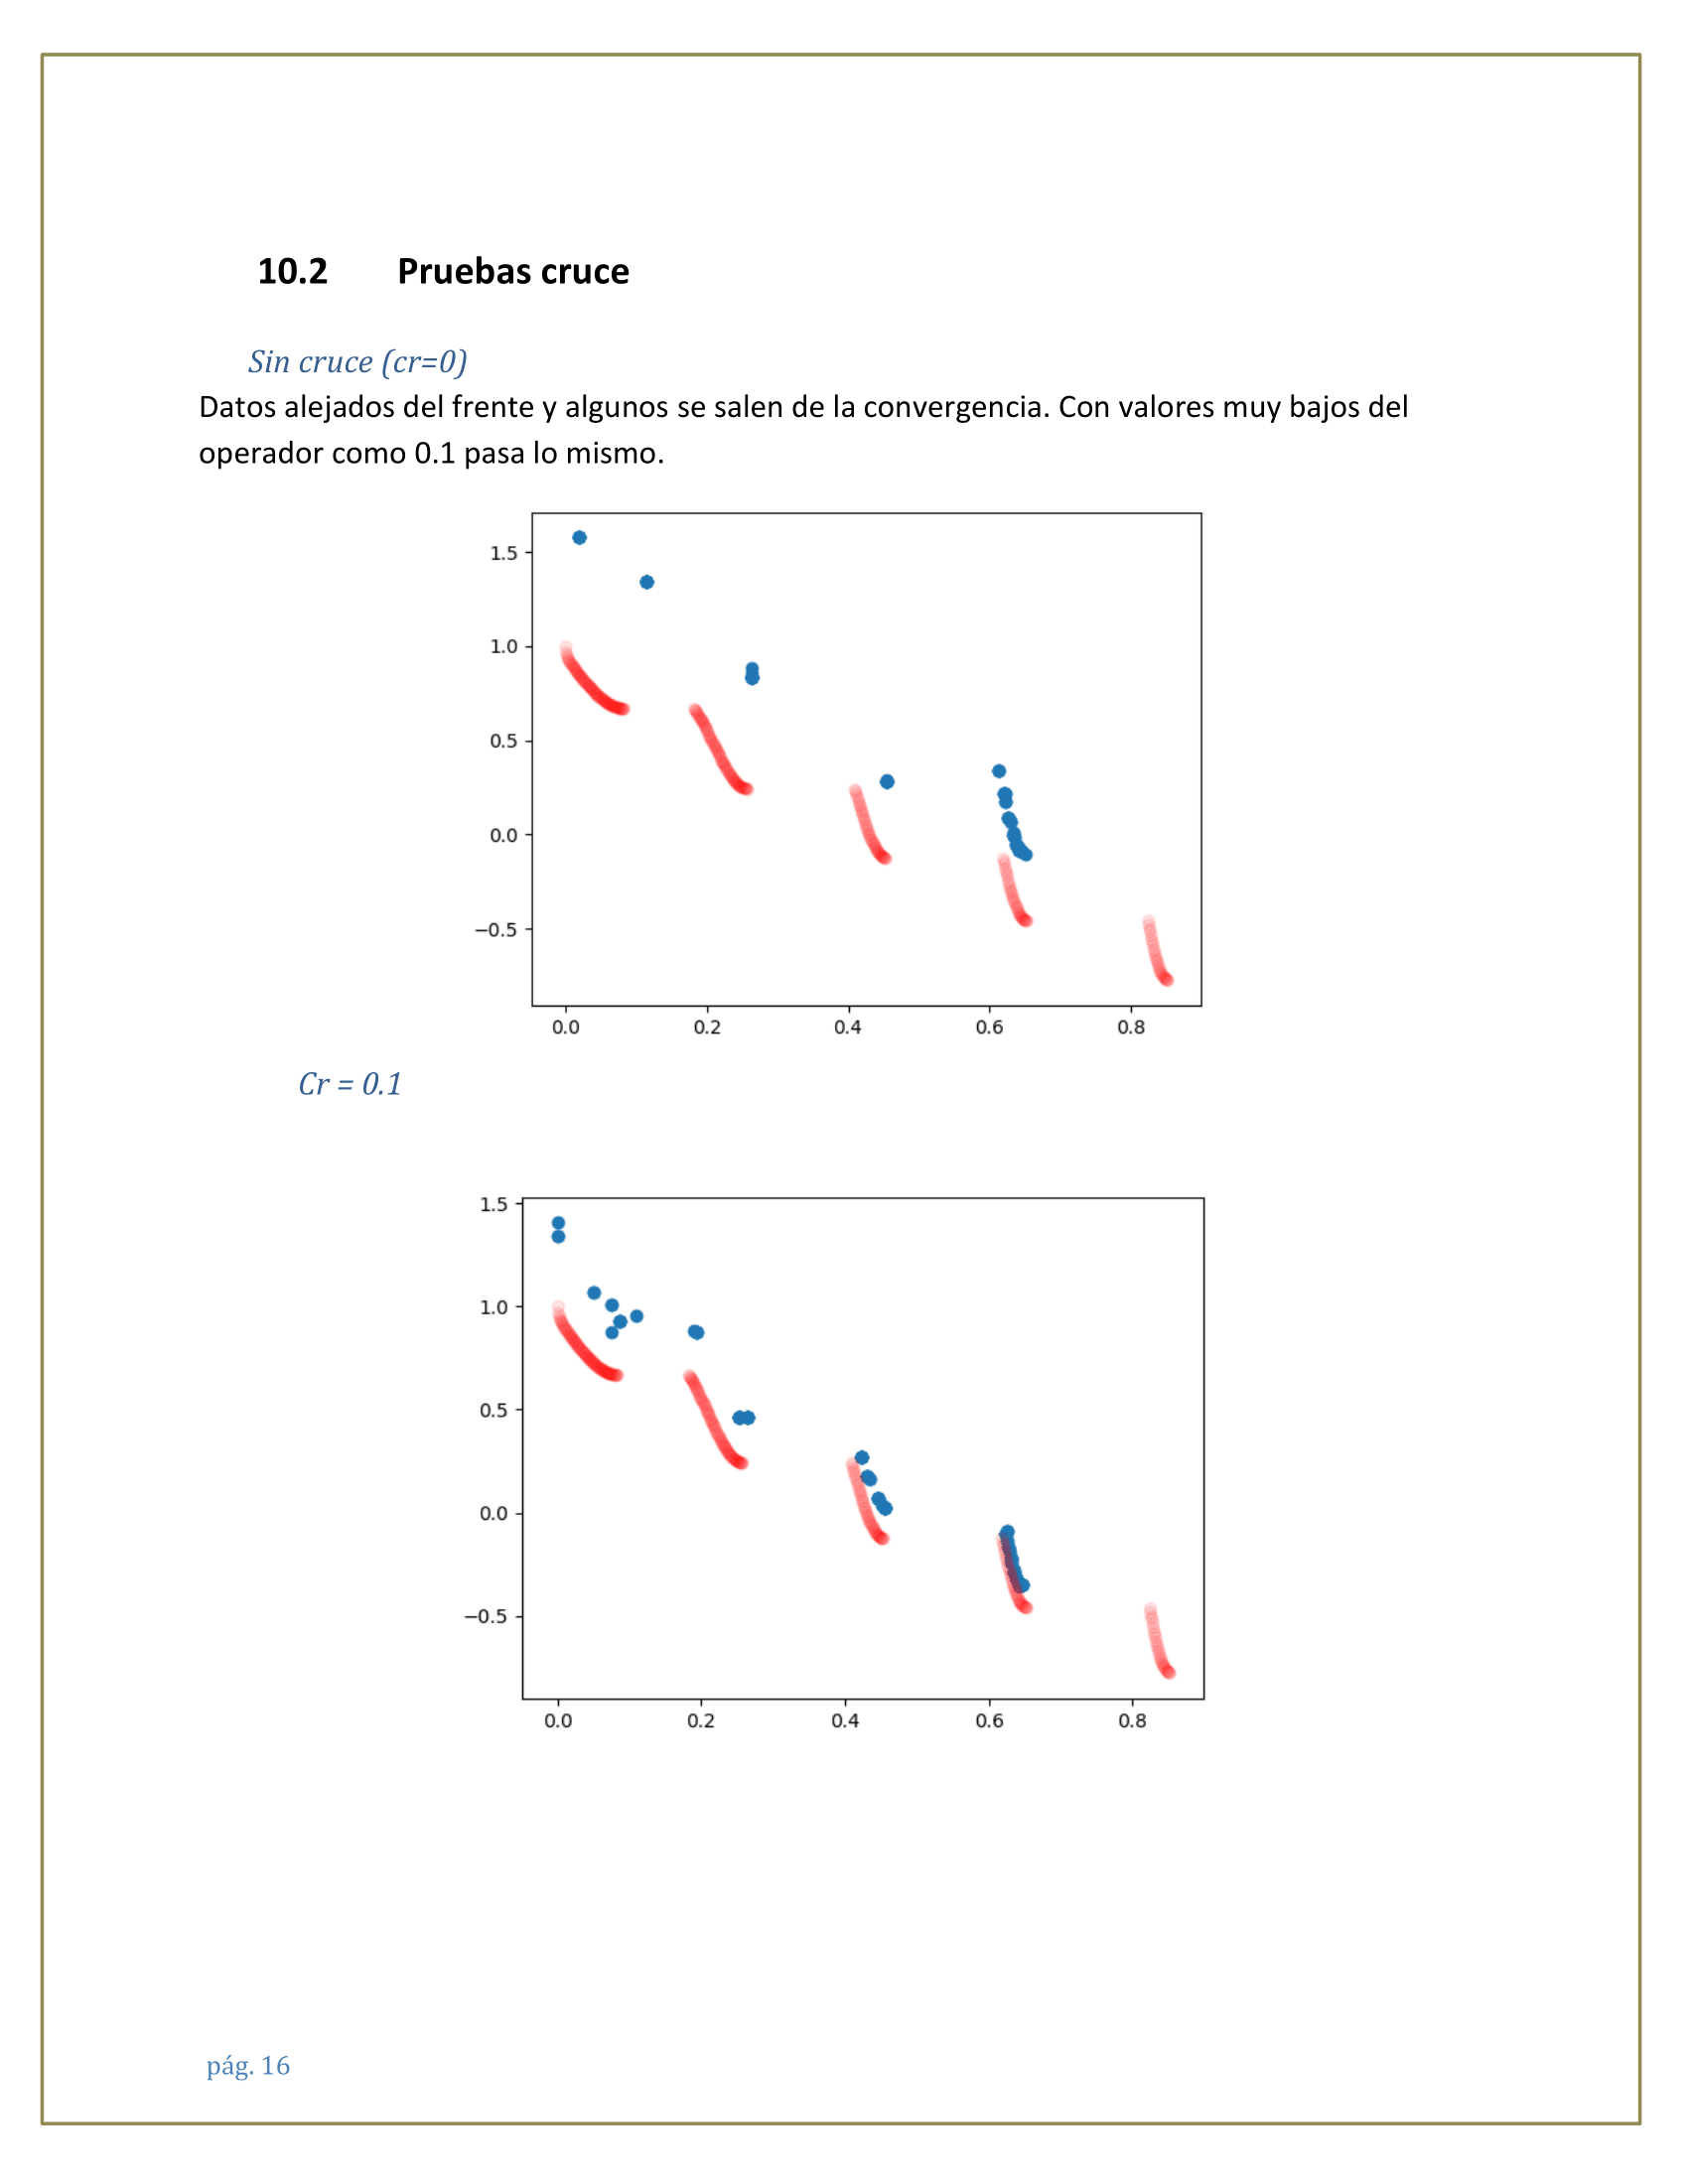 10.2 Pruebas cruce
Sin cruce (cr=0)
Datos alejados del frente y algunos se salen de la convergencia. Con valores muy bajos del
operador como 0.1 pasa lo mismo.
1.5
1.0
0.5
0.0
−0.5
0.0 0.2 0.4 0.6 0.8
Cr = 0.1
1.5
1.0
0.5
0.0
−0.5
0.0 0.2 0.4 0.6 0.8
pág. 16